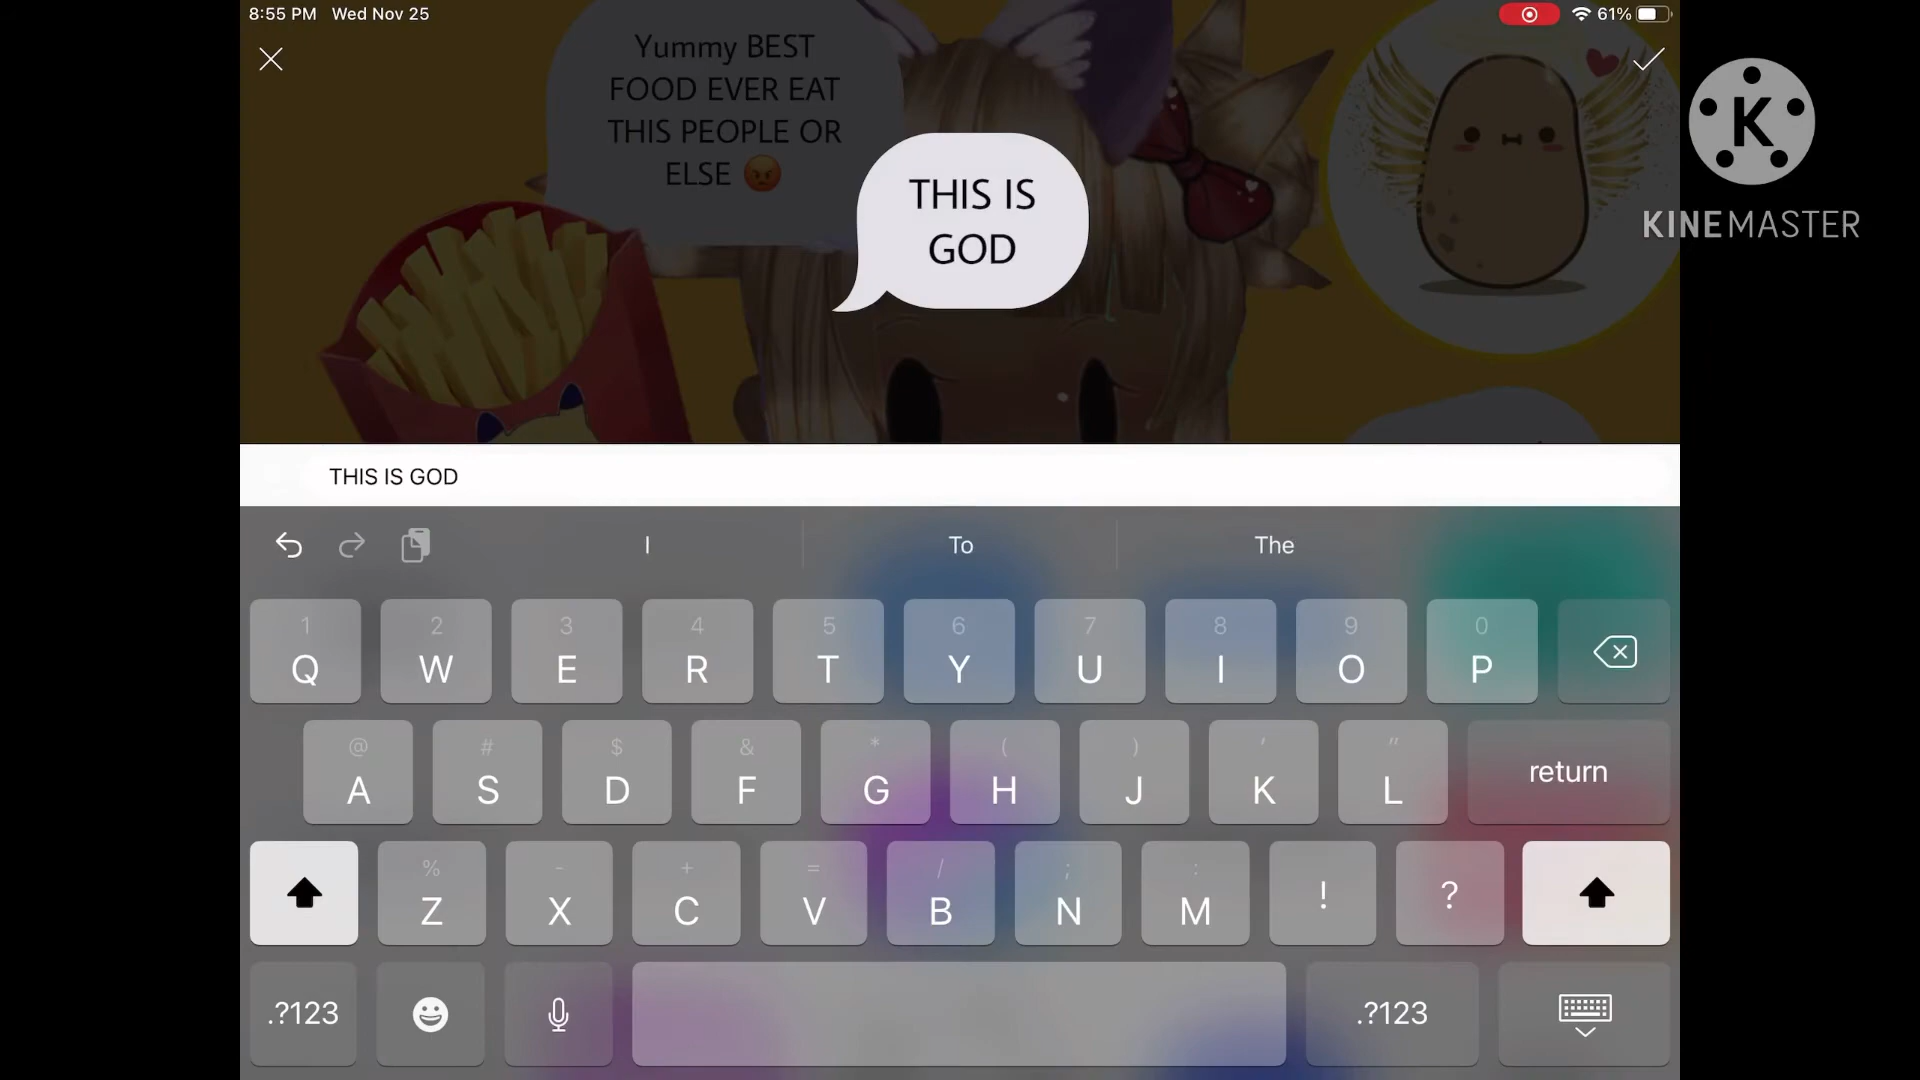 8:55 PM Wed Nov 25
61%
Yummy BEST
FOOD EVER EAT
THIS PEOPLE OR
ELSE 😡
THIS IS
GOD
K
KINEMASTER
THIS IS GOD
I To The
1 2 3 4 5 6 7 8 9 0
Q W E R T Y U I O P
@ # $ & * ( ) ' "
A S D F G H J K L return
% - + = / ; :
Z X C V B N M ! ?
.?123 .?123